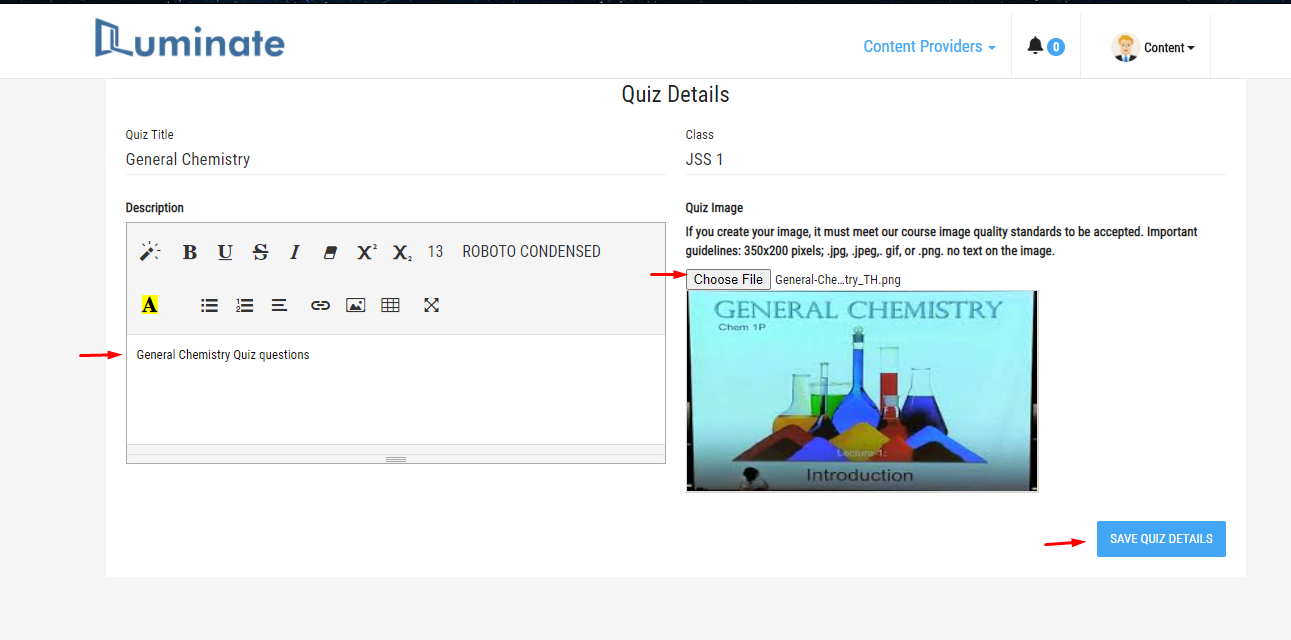 Luminate
Content Providers
0
Content
Quiz Details
Quiz Title
General Chemistry
Class
JSS 1
Description
B U S I X² X₂ 13 ROBOTO CONDENSED
A
General Chemistry Quiz questions
Quiz Image
If you create your image, it must meet our course image quality standards to be accepted. Important
guidelines: 350x200 pixels; .jpg, .jpeg,. gif, or .png. no text on the image.
Choose File General-Che...try_TH.png
GENERAL CHEMISTRY
Chem 1P
Lecture-1:
Introduction
SAVE QUIZ DETAILS